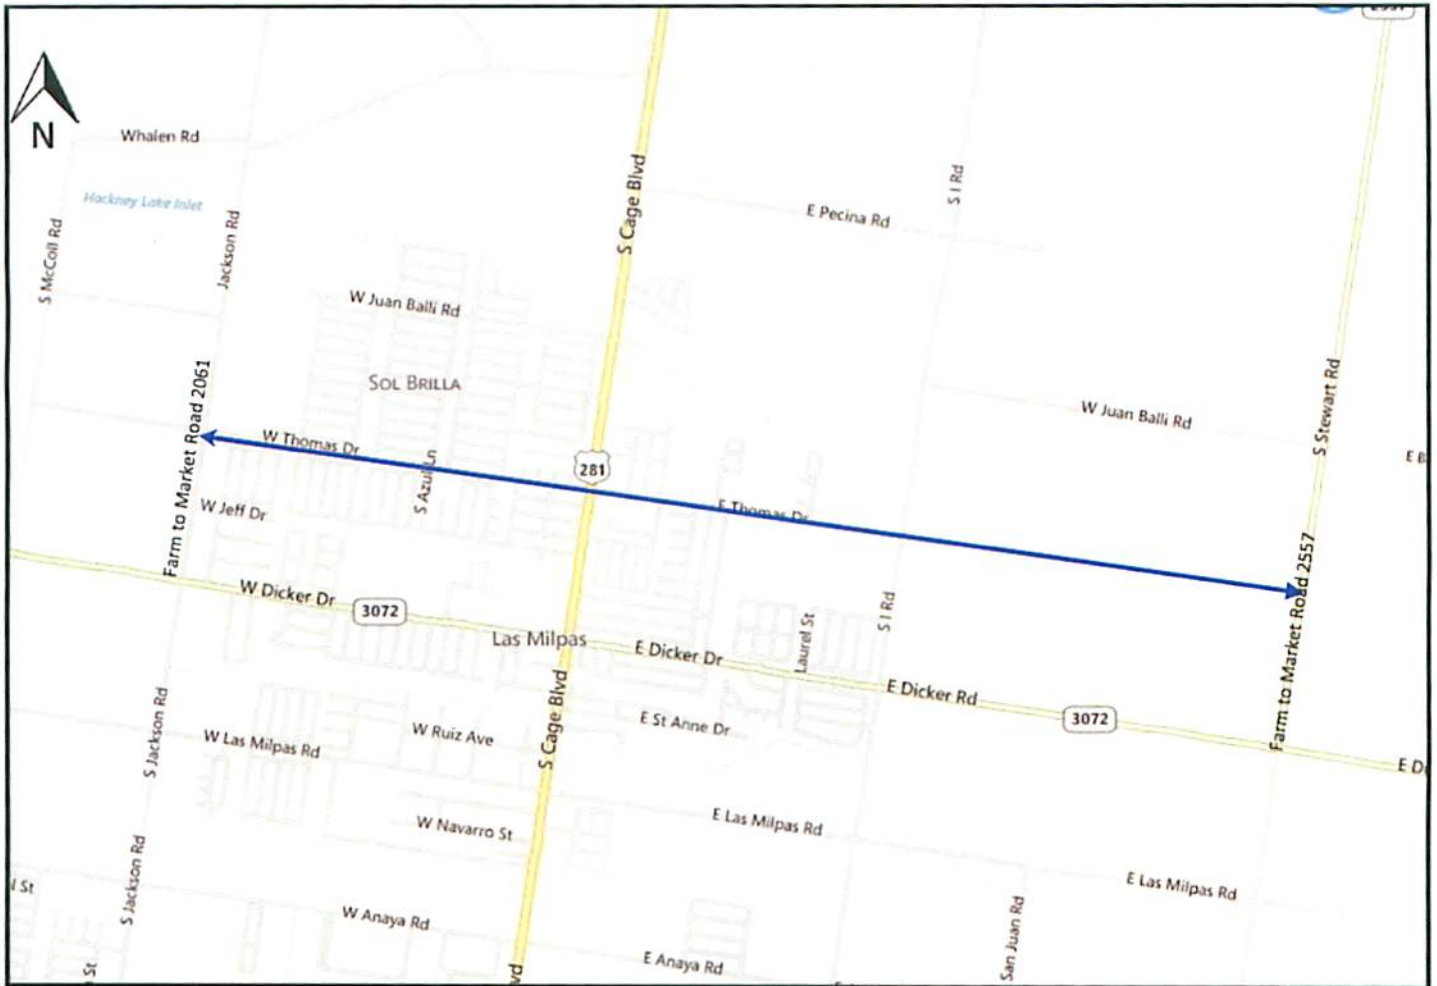 N
Whalen Rd
Hackney Lake Inlet
S McColl Rd
Jackson Rd
S Cage Blvd
S I Rd
E Pecina Rd
W Juan Balli Rd
SOL BRILLA
Farm to Market Road 2061
W Thomas Dr
S Azul Ln
281
E Thomas Dr
W Juan Balli Rd
S Stewart Rd
E B
W Jeff Dr
W Dicker Dr
3072
Las Milpas
E Dicker Dr
Laurel St
S I Rd
E Dicker Rd
3072
Farm to Market Road 2557
E D
S Jackson Rd
W Las Milpas Rd
W Ruiz Ave
S Cage Blvd
E St Anne Dr
W Navarro St
E Las Milpas Rd
E Las Milpas Rd
S Jackson Rd
l St
W Anaya Rd
E Anaya Rd
San Juan Rd
St
vd